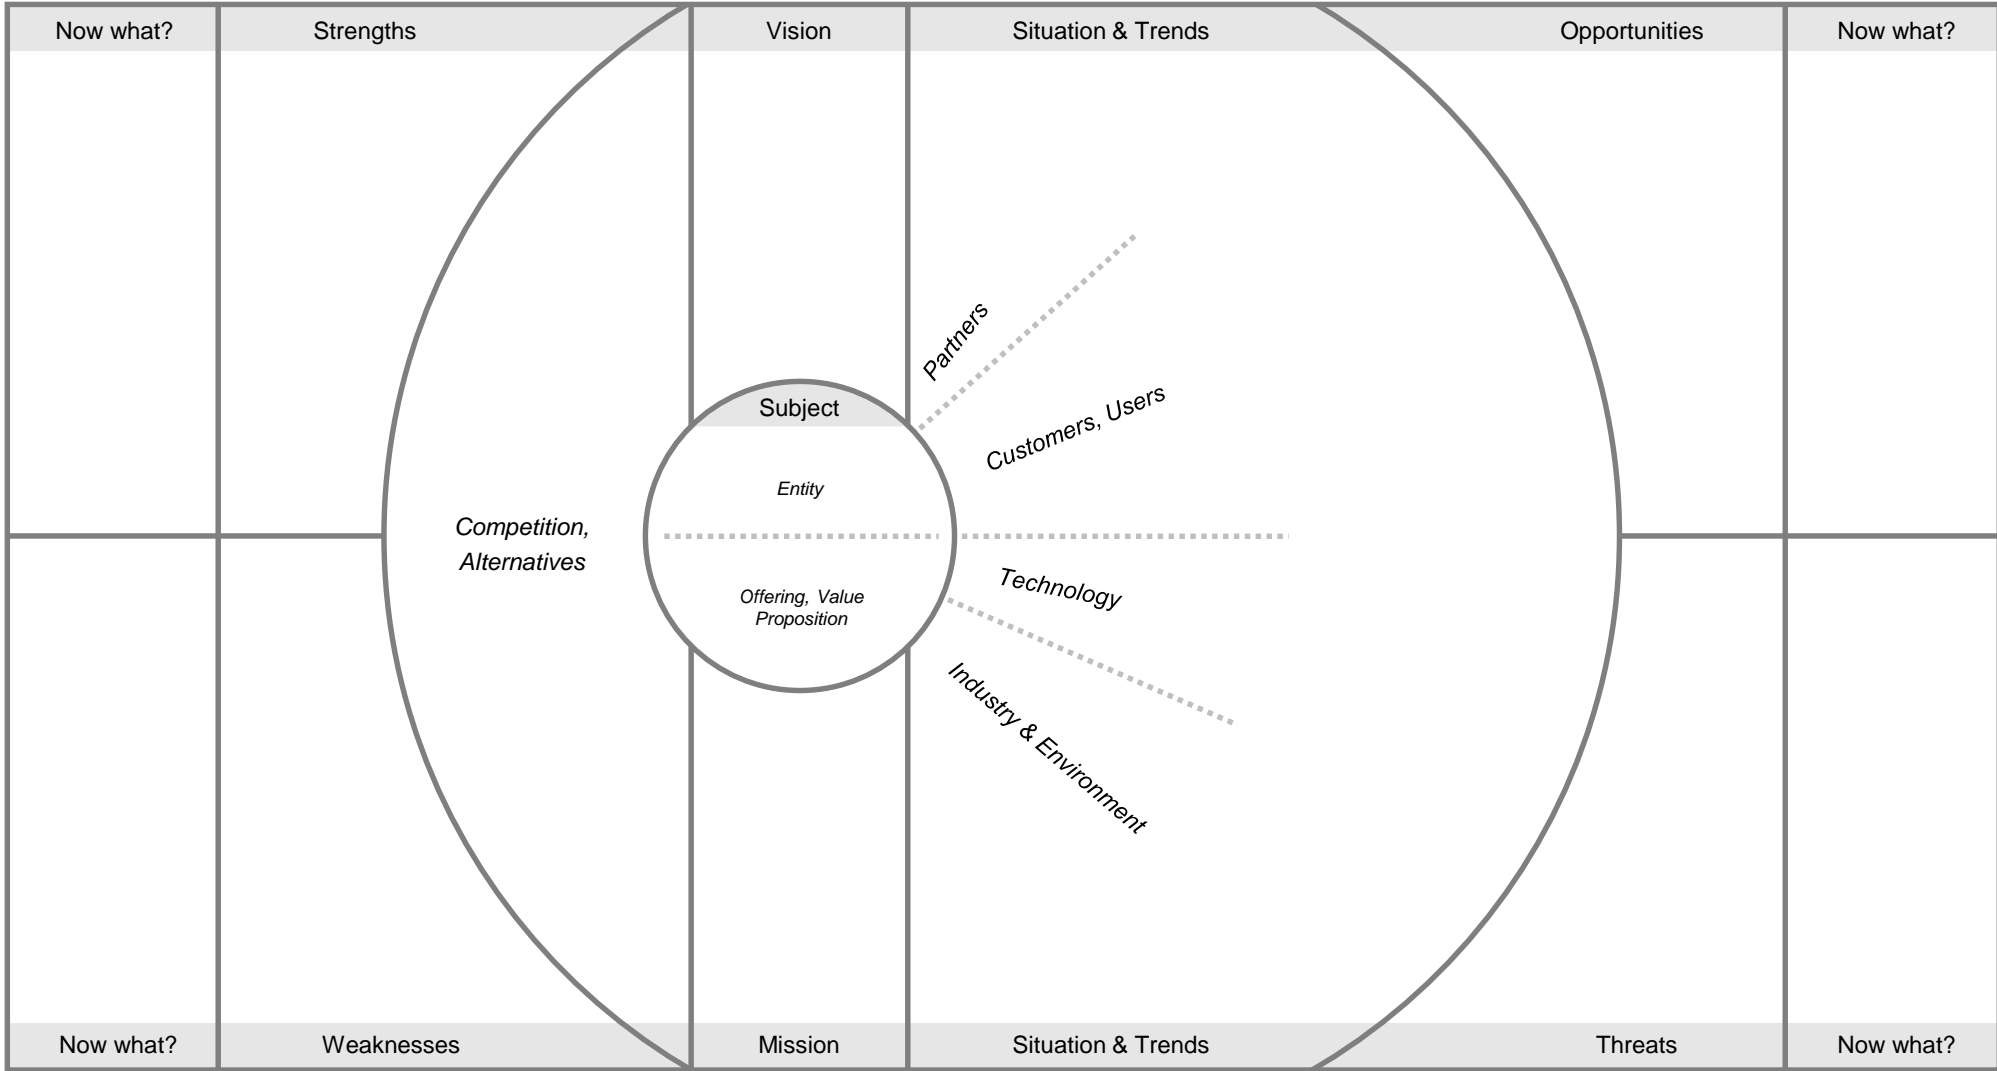 Now what?
Strengths
Vision
Situation & Trends
Opportunities
Now what?
Partners
Customers, Users
Subject
Entity
Competition,
Alternatives
Offering, Value
Proposition
Technology
Industry & Environment
Now what?
Weaknesses
Mission
Situation & Trends
Threats
Now what?